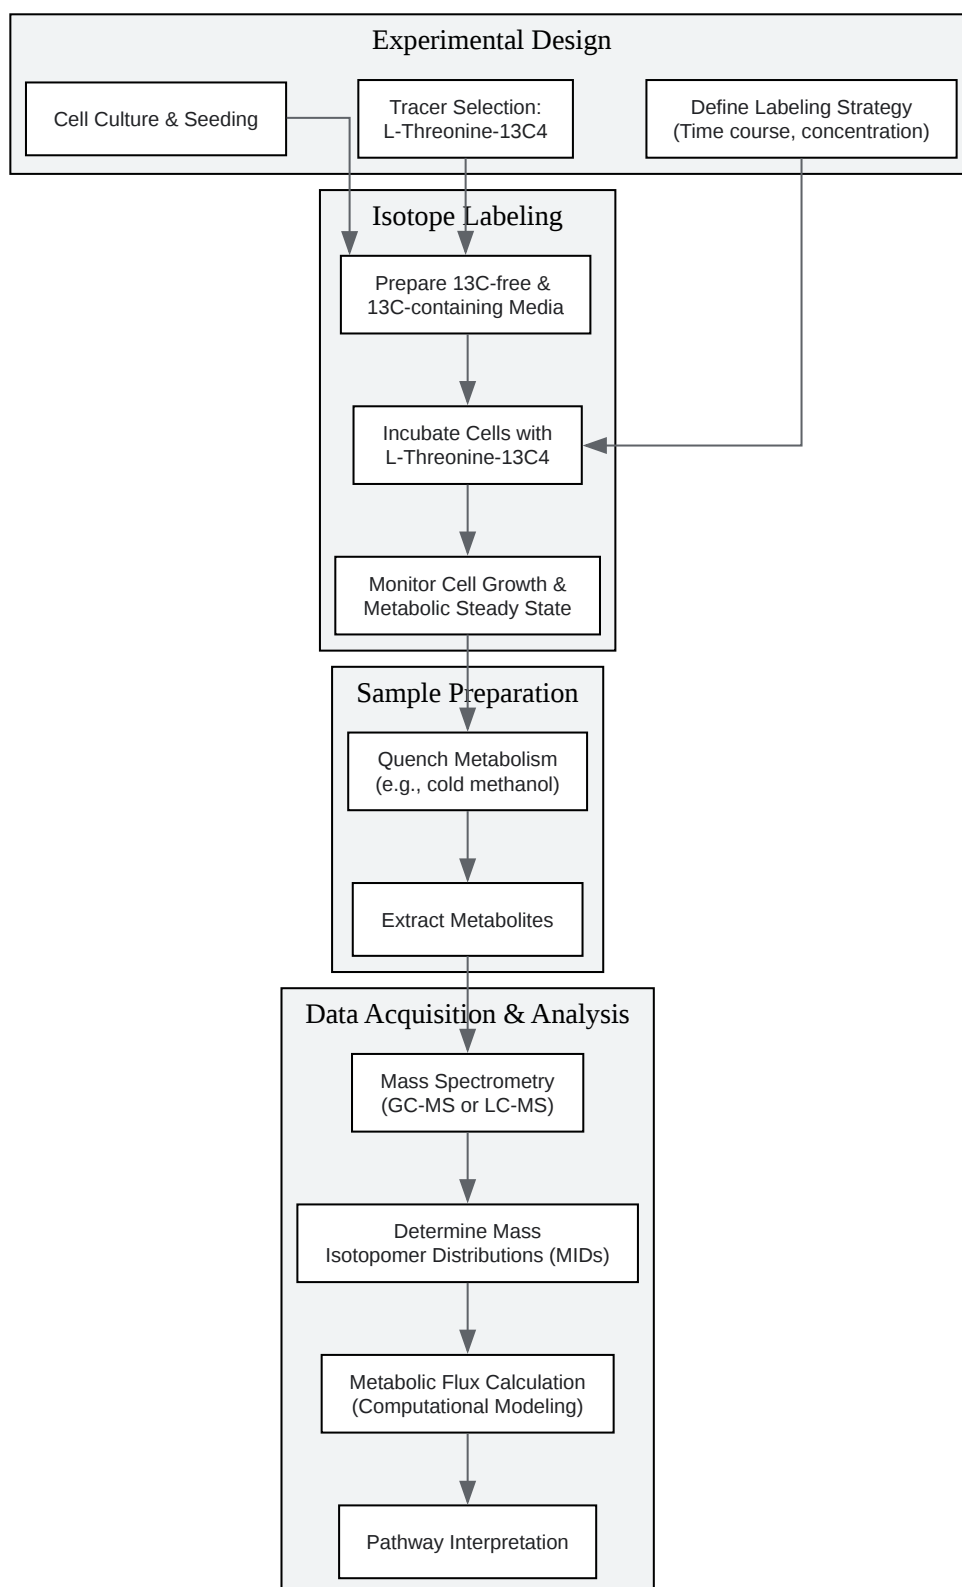 Experimental Design
Cell Culture & Seeding
Tracer Selection:
L-Threonine-13C4
Define Labeling Strategy
(Time course, concentration)
Isotope Labeling
Prepare 13C-free &
13C-containing Media
Incubate Cells with
L-Threonine-13C4
Monitor Cell Growth &
Metabolic Steady State
Sample Preparation
Quench Metabolism
(e.g., cold methanol)
Extract Metabolites
Data Acquisition & Analysis
Mass Spectrometry
(GC-MS or LC-MS)
Determine Mass
Isotopomer Distributions (MIDs)
Metabolic Flux Calculation
(Computational Modeling)
Pathway Interpretation